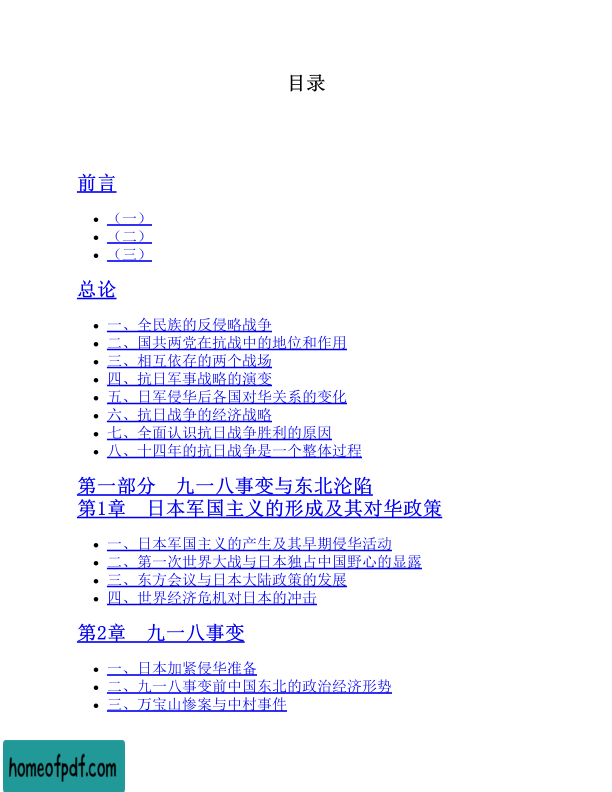 目录
前言
（一）
（二）
（三）
总论
一、全民族的反侵略战争
二、国共两党在抗战中的地位和作用
三、相互依存的两个战场
四、抗日军事战略的演变
五、日军侵华后各国对华关系的变化
六、抗日战争的经济战略
七、全面认识抗日战争胜利的原因
八、十四年的抗日战争是一个整体过程
第一部分　九一八事变与东北沦陷
第1章　日本军国主义的形成及其对华政策
一、日本军国主义的产生及其早期侵华活动
二、第一次世界大战与日本独占中国野心的显露
三、东方会议与日本大陆政策的发展
四、世界经济危机对日本的冲击
第2章　九一八事变
一、日本加紧侵华准备
二、九一八事变前中国东北的政治经济形势
三、万宝山惨案与中村事件
homeofpdf.com